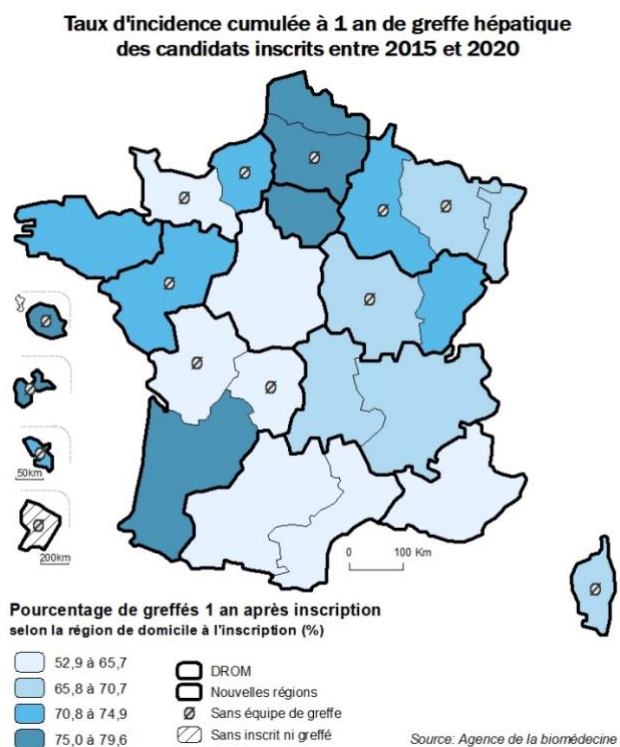 Taux d'incidence cumulée à 1 an de greffe hépatique
des candidats inscrits entre 2015 et 2020
50km
200km
0 100 Km
Pourcentage de greffés 1 an après inscription
selon la région de domicile à l'inscription (%)
52,9 à 65,7
65,8 à 70,7
70,8 à 74,9
75,0 à 79,6
DROM
Nouvelles régions
Sans équipe de greffe
Sans inscrit ni greffé
Source: Agence de la biomédecine